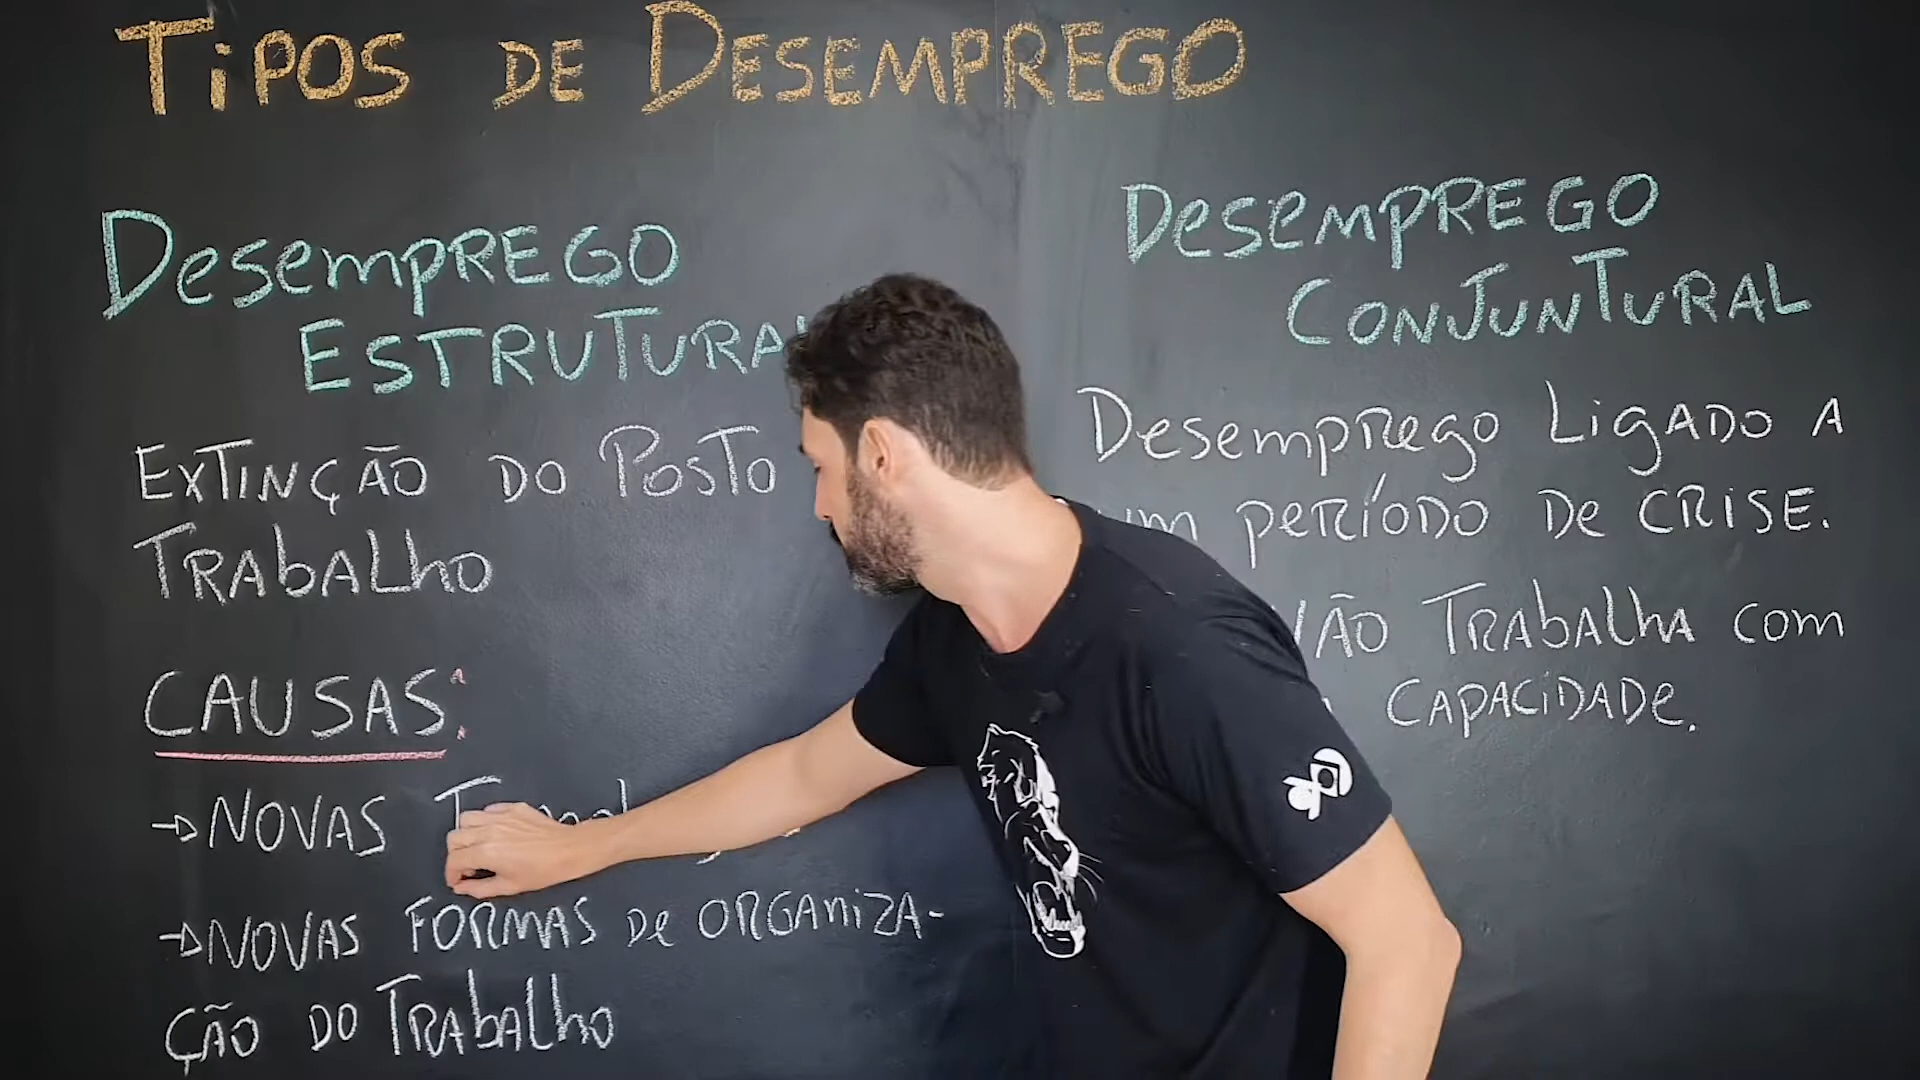 Tipos de Desemprego
Desemprego
Estrutural
Extinção do Posto
Trabalho
Causas:
→ Novas
→ Novas formas de organiza-
ção do Trabalho
Desemprego
Conjuntural
Desemprego ligado a
um período de crise.
Não trabalha com
capacidade.